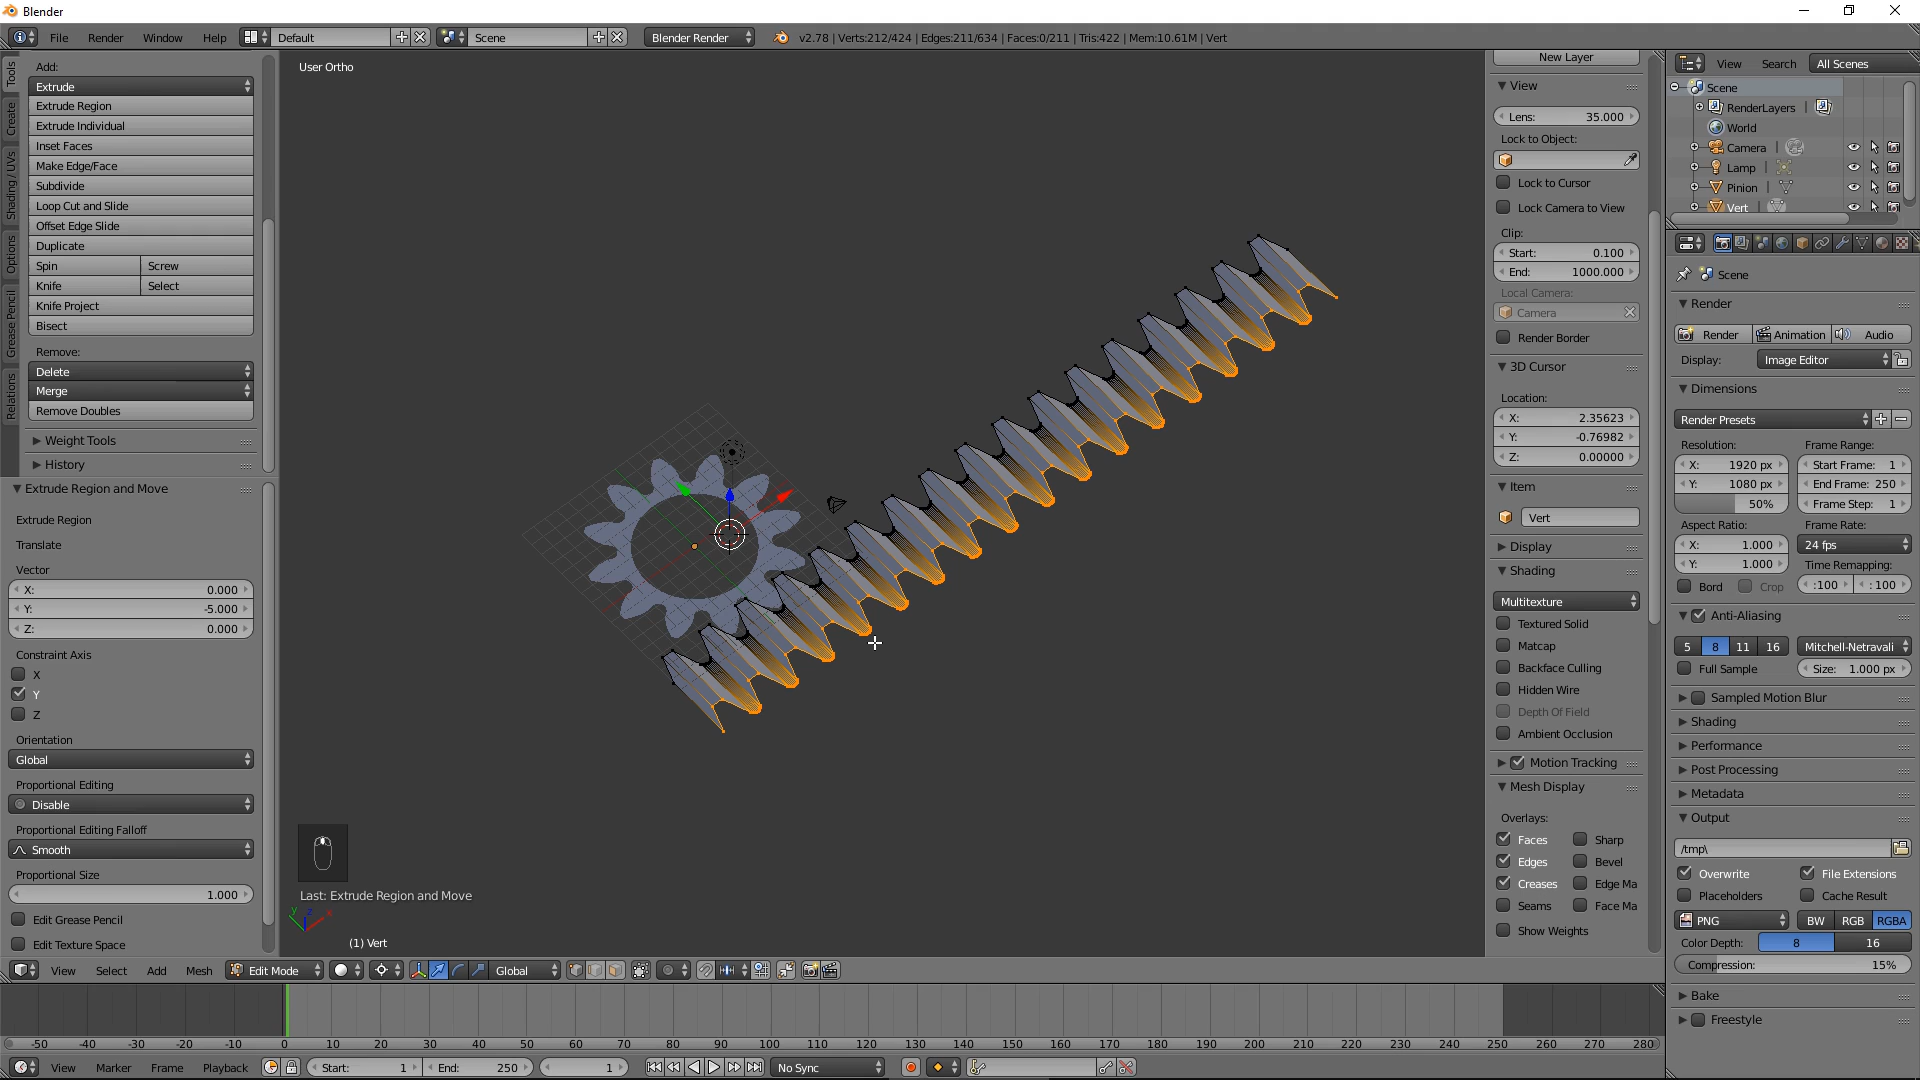 Blender
File Render Window Help Default Scene Blender Render v2.78 | Verts:212/424 | Edges:211/634 | Faces:0/211 | Tris:422 | Mem:10.61M | Vert
Tools
Create
Shading / UVs
Options
Grease Pencil
Relations
Add:
Extrude
Extrude Region
Extrude Individual
Inset Faces
Make Edge/Face
Subdivide
Loop Cut and Slide
Offset Edge Slide
Duplicate
Spin Screw
Knife Select
Knife Project
Bisect
Remove:
Delete
Merge
Remove Doubles
Weight Tools
History
Extrude Region and Move
Extrude Region
Translate
Vector
X: 0.000
Y: -5.000
Z: 0.000
Constraint Axis
X
Y
Z
Orientation
Global
Proportional Editing
Disable
Proportional Editing Falloff
Smooth
Proportional Size
1.000
Edit Grease Pencil
Edit Texture Space
User Ortho
Last: Extrude Region and Move
Y Z X
(1) Vert
View Select Add Mesh Edit Mode Global
New Layer
View
Lens: 35.000
Lock to Object:
Lock to Cursor
Lock Camera to View
Clip:
Start: 0.100
End: 1000.000
Local Camera:
Camera
Render Border
3D Cursor
Location:
X: 2.35623
Y: -0.76982
Z: 0.00000
Item
Vert
Display
Shading
Multitexture
Textured Solid
Matcap
Backface Culling
Hidden Wire
Depth Of Field
Ambient Occlusion
Motion Tracking
Mesh Display
Overlays:
Faces Sharp
Edges Bevel
Creases Edge Ma
Seams Face Ma
Show Weights
View Search All Scenes
Scene
RenderLayers |
World
Camera |
Lamp |
Pinion |
Vert |
Scene
Render
Render Animation Audio
Display: Image Editor
Dimensions
Render Presets
Resolution: Frame Range:
X: 1920 px Start Frame: 1
Y: 1080 px End Frame: 250
50% Frame Step: 1
Aspect Ratio: Frame Rate:
X: 1.000 24 fps
Y: 1.000 Time Remapping:
Bord Crop :100 : 100
Anti-Aliasing
5 8 11 16 Mitchell-Netravali
Full Sample Size: 1.000 px
Sampled Motion Blur
Shading
Performance
Post Processing
Metadata
Output
/tmp\
Overwrite File Extensions
Placeholders Cache Result
PNG BW RGB RGBA
Color Depth: 8 16
Compression: 15%
Bake
Freestyle
-50 -40 -30 -20 -10 0 10 20 30 40 50 60 70 80 90 100 110 120 130 140 150 160 170 180 190 200 210 220 230 240 250 260 270 280
View Marker Frame Playback Start: 1 End: 250 1 No Sync